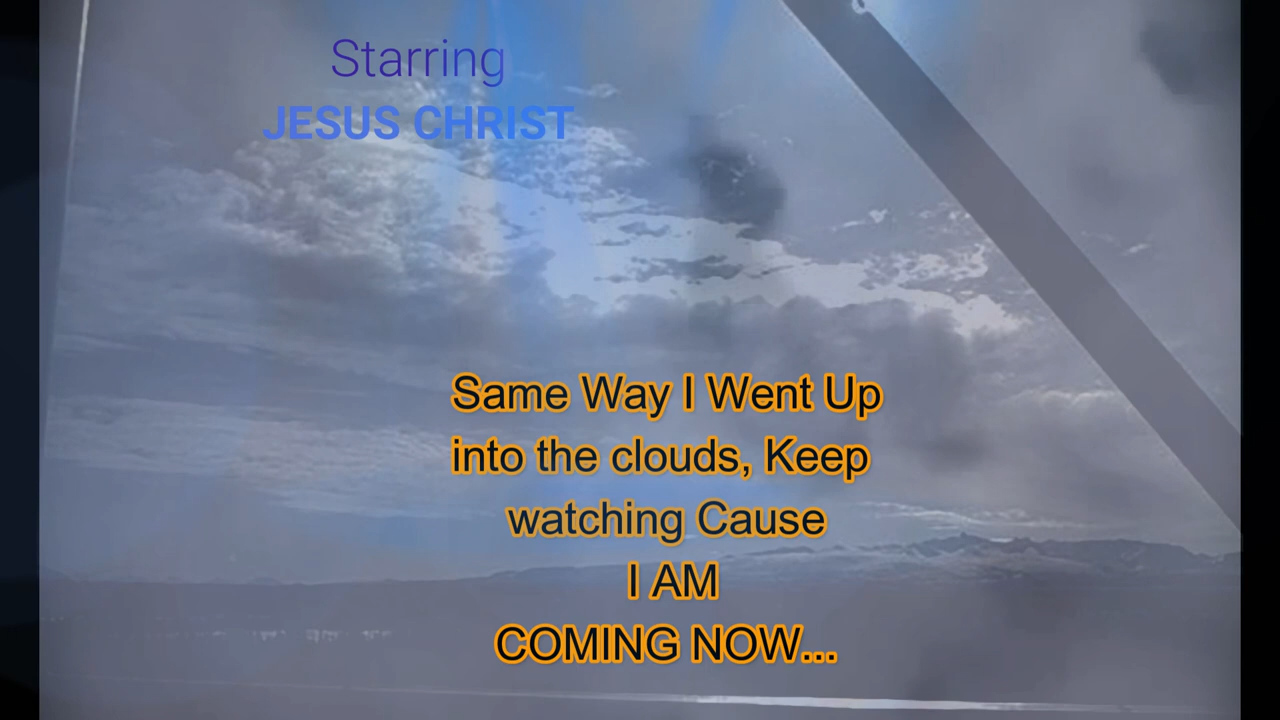 Starring
JESUS CHRIST
Same Way I Went Up
into the clouds, Keep
watching Cause
I AM
COMING NOW...